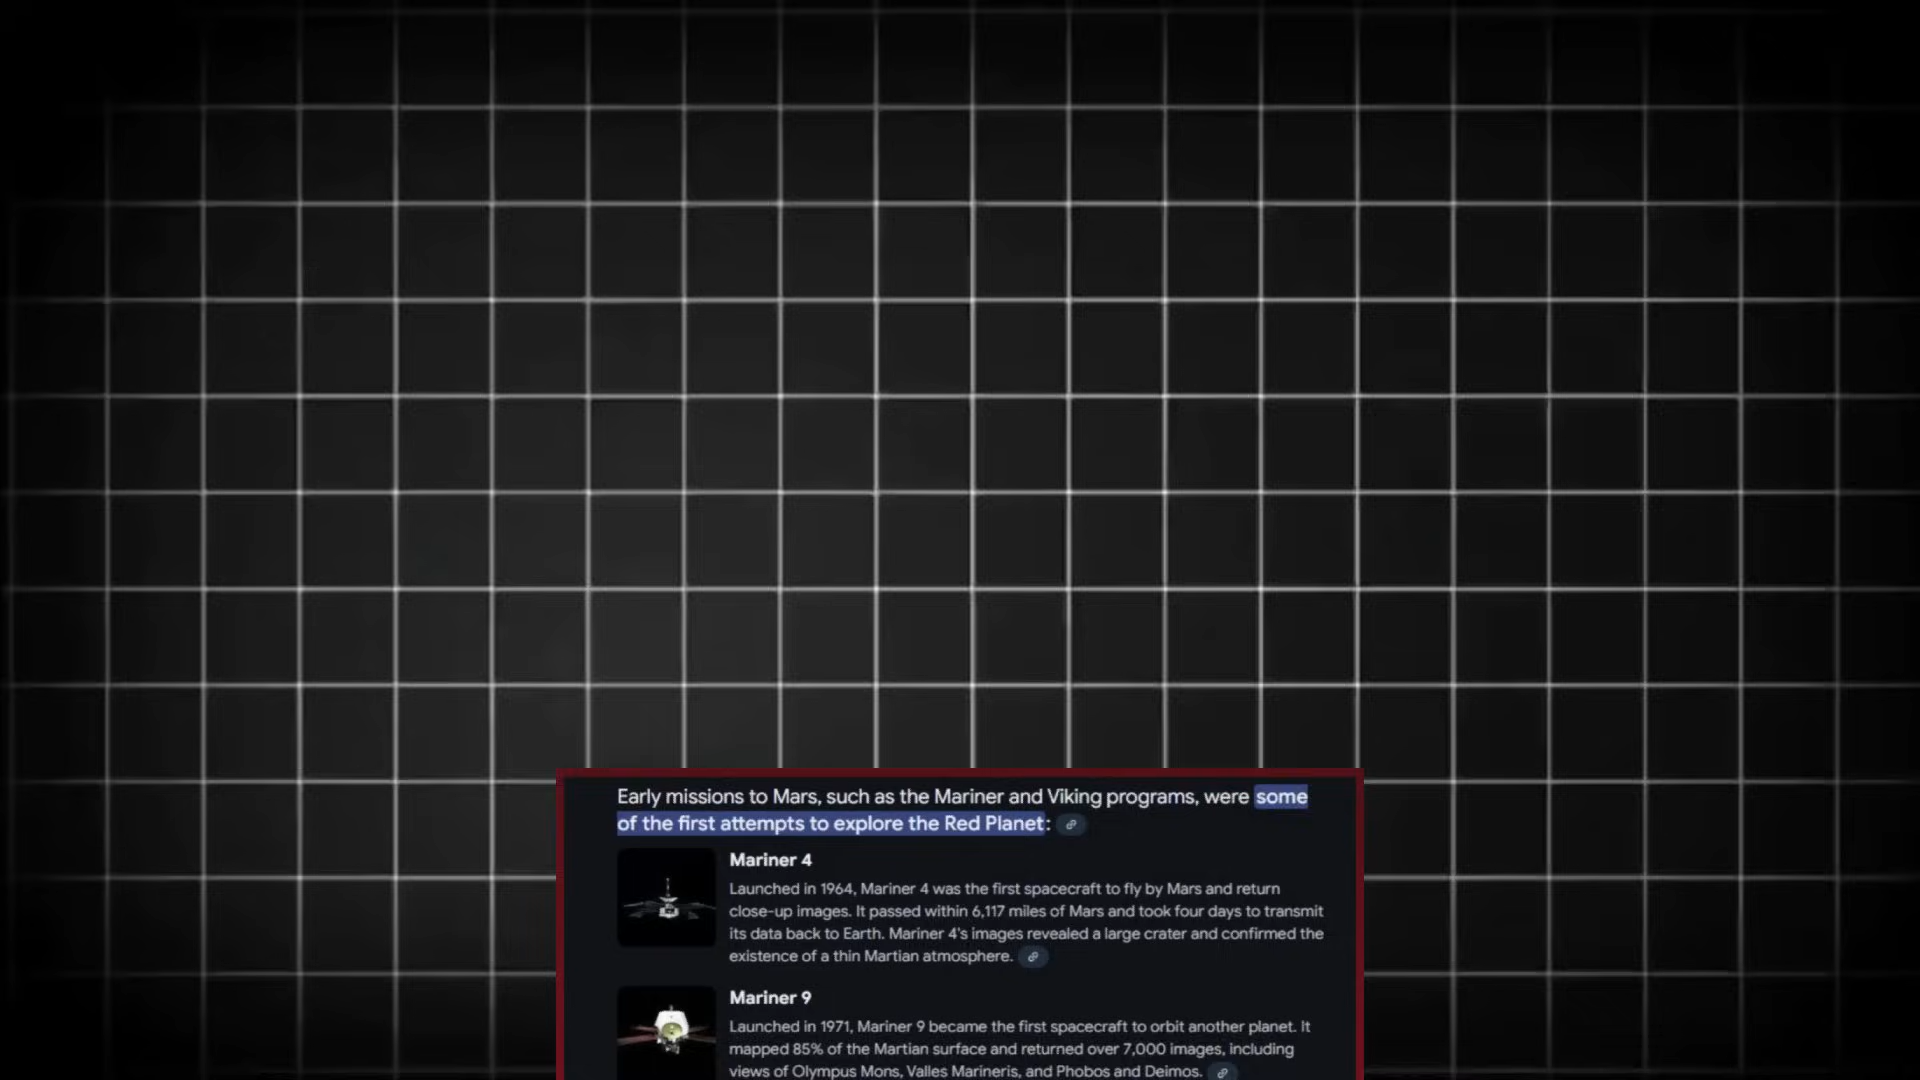 Early missions to Mars, such as the Mariner and Viking programs, were some
of the first attempts to explore the Red Planet:
Mariner 4
Launched in 1964, Mariner 4 was the first spacecraft to fly by Mars and return
close-up images. It passed within 6,117 miles of Mars and took four days to transmit
its data back to Earth. Mariner 4's images revealed a large crater and confirmed the
existence of a thin Martian atmosphere.
Mariner 9
Launched in 1971, Mariner 9 became the first spacecraft to orbit another planet. It
mapped 85% of the Martian surface and returned over 7,000 images, including
views of Olympus Mons, Valles Marineris, and Phobos and Deimos.